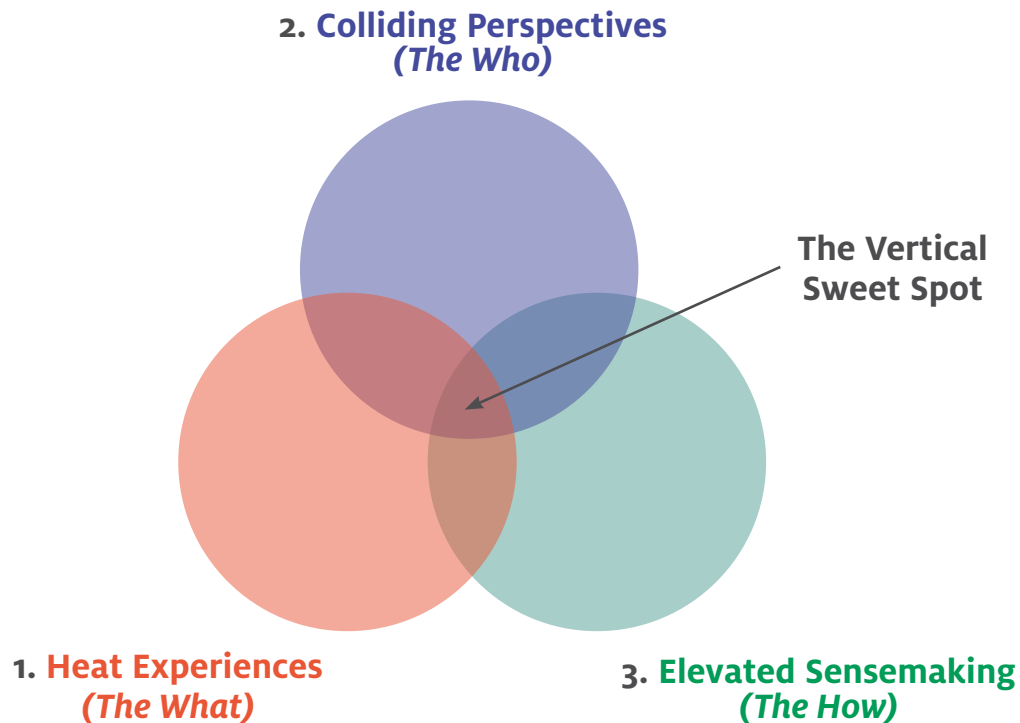 2. Colliding Perspectives
(The Who)
The Vertical
Sweet Spot
1. Heat Experiences
(The What)
3. Elevated Sensemaking
(The How)